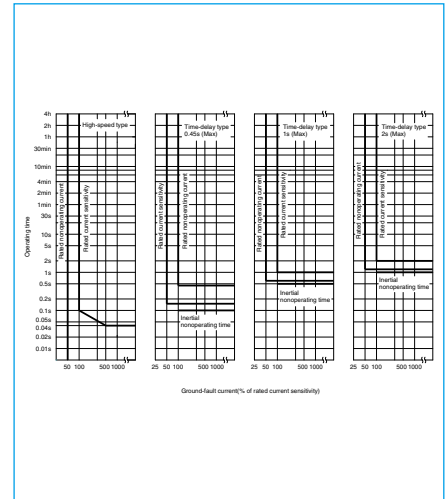 High-speed type
Time-delay type
0.45s (Max)
Time-delay type
1s (Max)
Time-delay type
2s (Max)
4h
2h
1h
30min
10min
4min
2min
1min
30s
10s
5s
2s
1s
0.5s
0.1s
0.05s
0.04s
0.02s
0.01s
Operating time
Rated nonoperating current
Rated current sensitivity
Rated current sensitivity
Rated nonoperating current
Rated nonoperating current
Rated current sensitivity
Rated nonoperating current
Rated current sensitivity
Inertial
nonoperating time
Inertial
nonoperating time
Inertial
nonoperating time
50 100 500 1000
25 50 100 500 1000
25 50 100 500 1000
25 50 100 500 1000
Ground-fault current(% of rated current sensitivity)